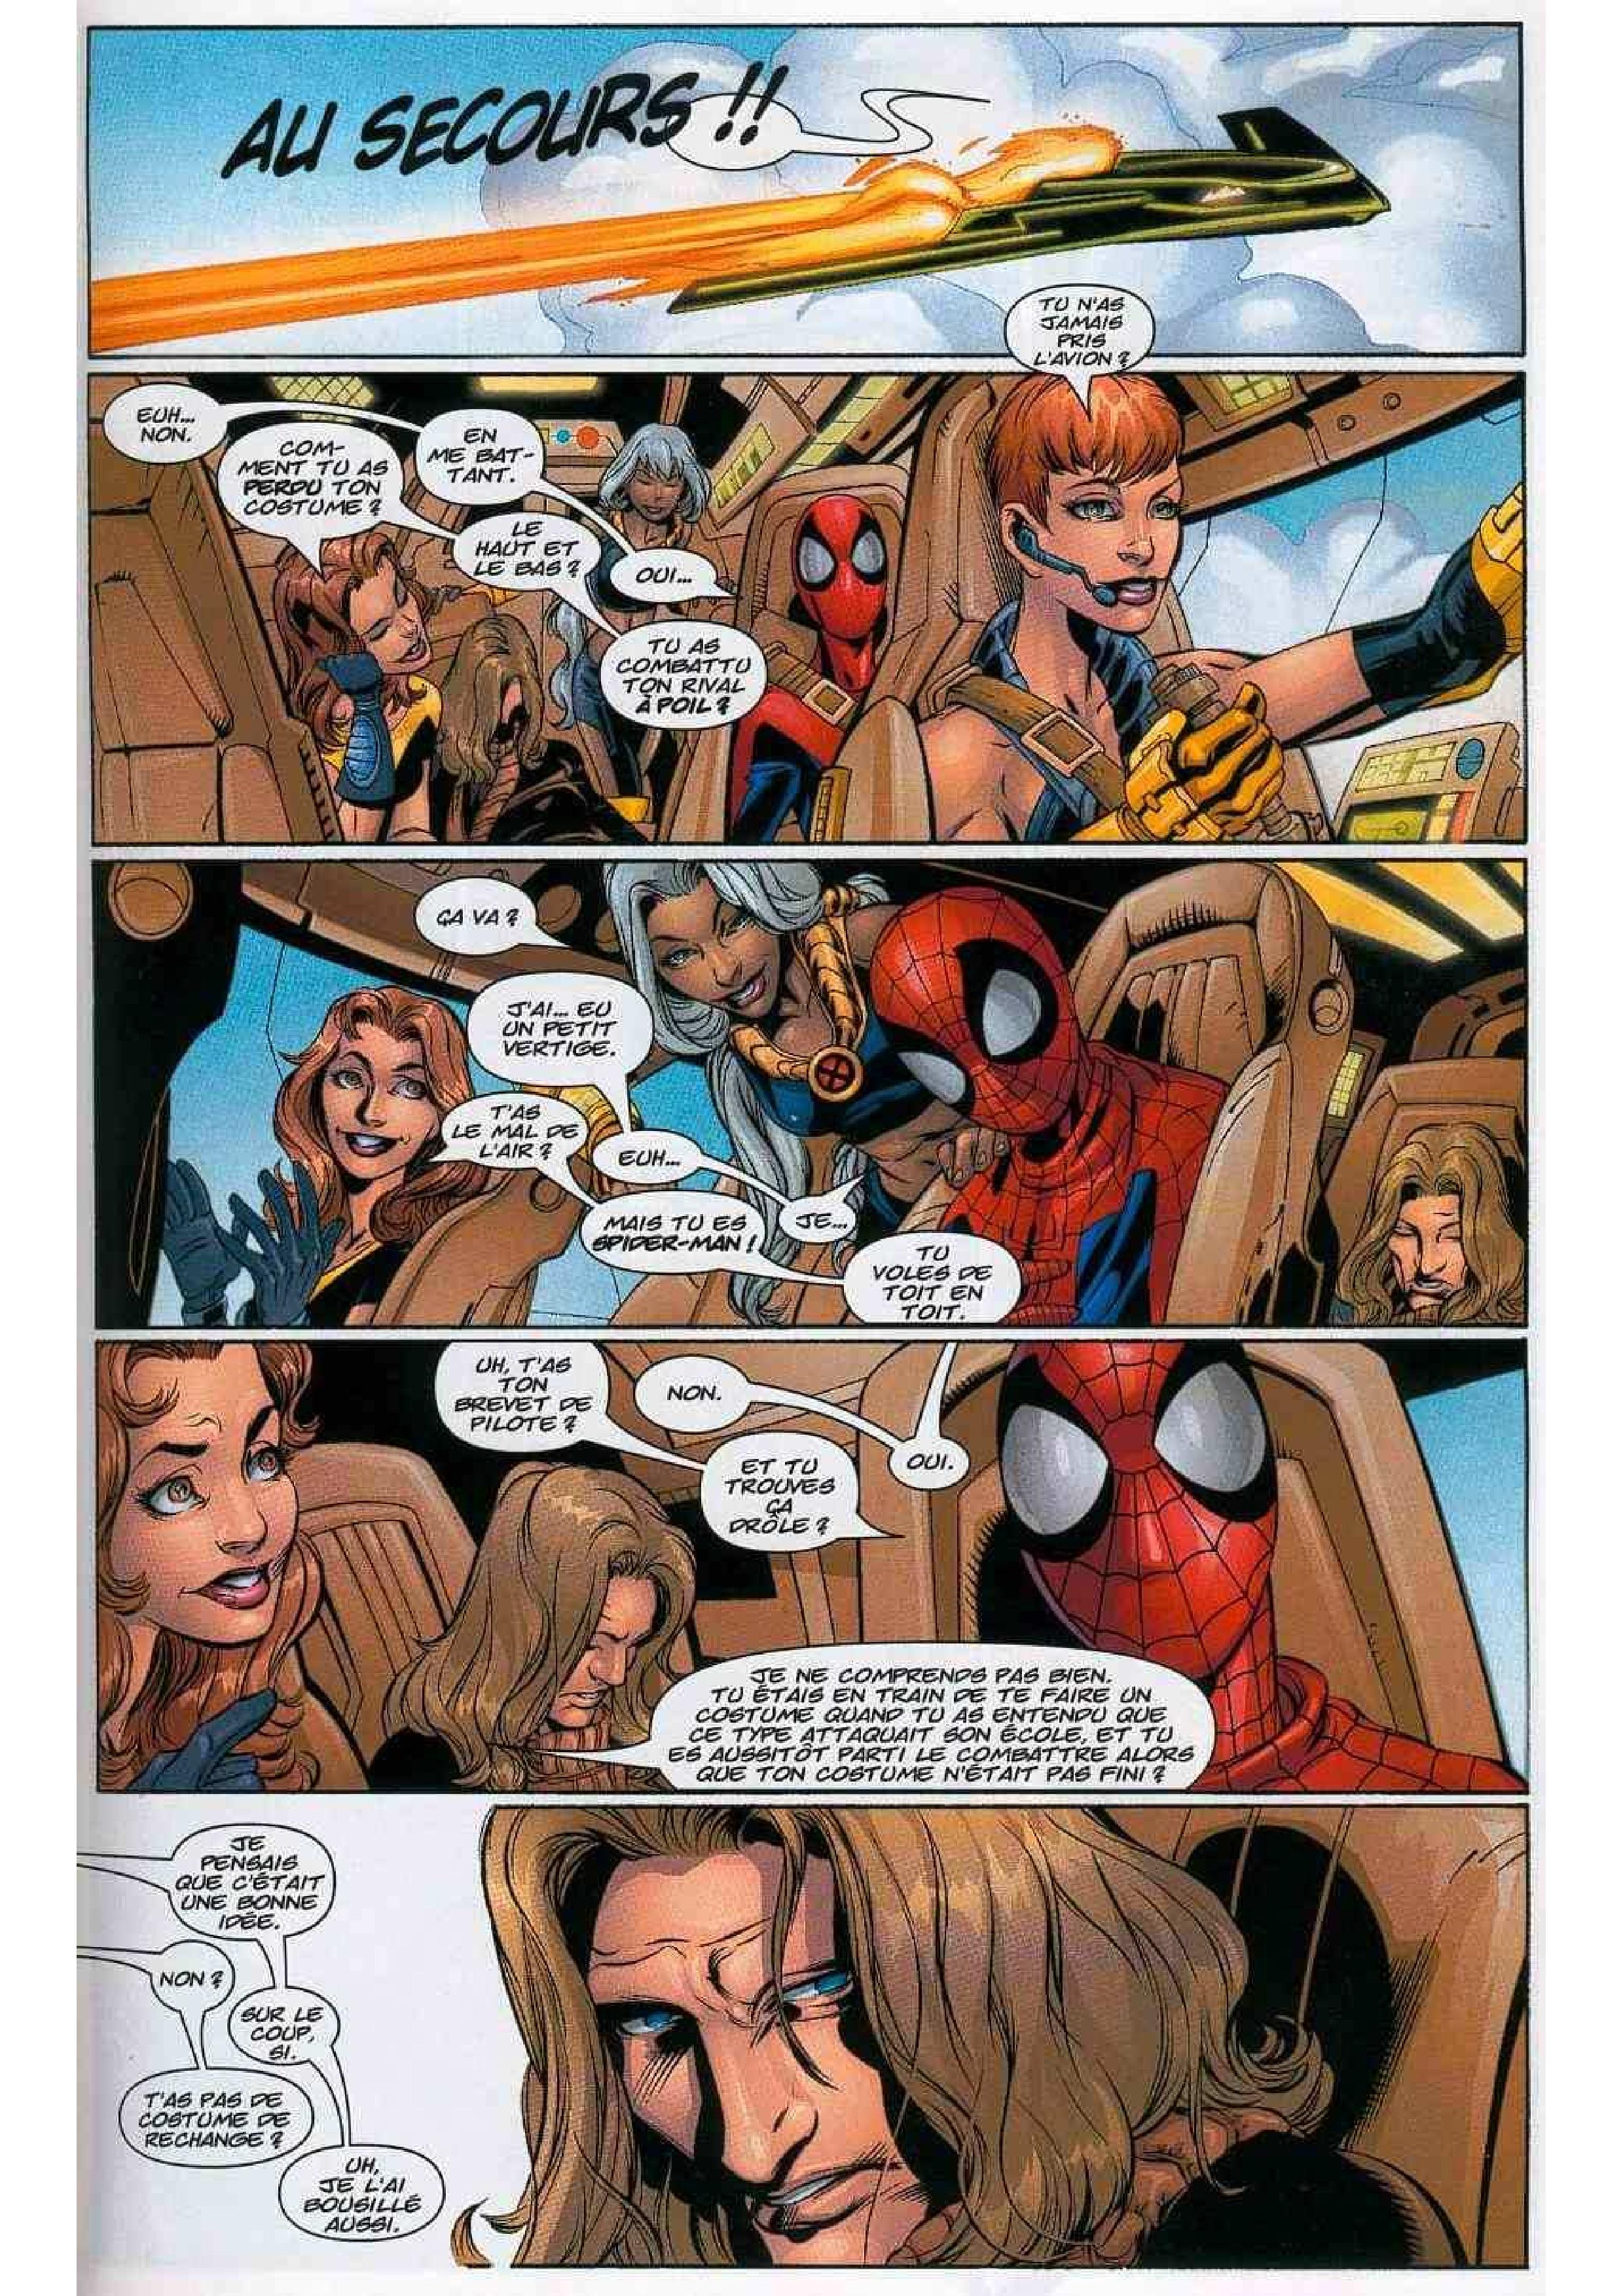 AU SECOURS !!
TU N'AS
JAMAIS
PRIS
L'AVION ?
EUH...
NON.
COM-
MENT TU AS
PERDU TON
COSTUME ?
EN
ME BAT-
TANT.
LE
HAUT ET
LE BAS ?
OUI...
TU AS
COMBATTU
TON RIVAL
À POIL ?
ÇA VA ?
J'AI... EU
UN PETIT
VERTIGE.
T'AS
LE MAL DE
L'AIR ?
EUH...
JE...
MAIS TU ES
SPIDER-MAN !
TU
VOLES DE
TOIT EN
TOIT.
UH, T'AS
TON
BREVET DE
PILOTE ?
NON.
OUI.
ET TU
TROUVES
ÇA
DRÔLE ?
JE NE COMPRENDS PAS BIEN.
TU ÉTAIS EN TRAIN DE TE FAIRE UN
COSTUME QUAND TU AS ENTENDU QUE
CE TYPE ATTAQUAIT SON ÉCOLE, ET TU
ES AUSSITÔT PARTI LE COMBATTRE ALORS
QUE TON COSTUME N'ÉTAIT PAS FINI ?
JE
PENSAIS
QUE C'ÉTAIT
UNE BONNE
IDÉE.
NON ?
SUR LE
COUP,
SI.
T'AS PAS DE
COSTUME DE
RECHANGE ?
UH,
JE L'AI
BOUSILLÉ
AUSSI.